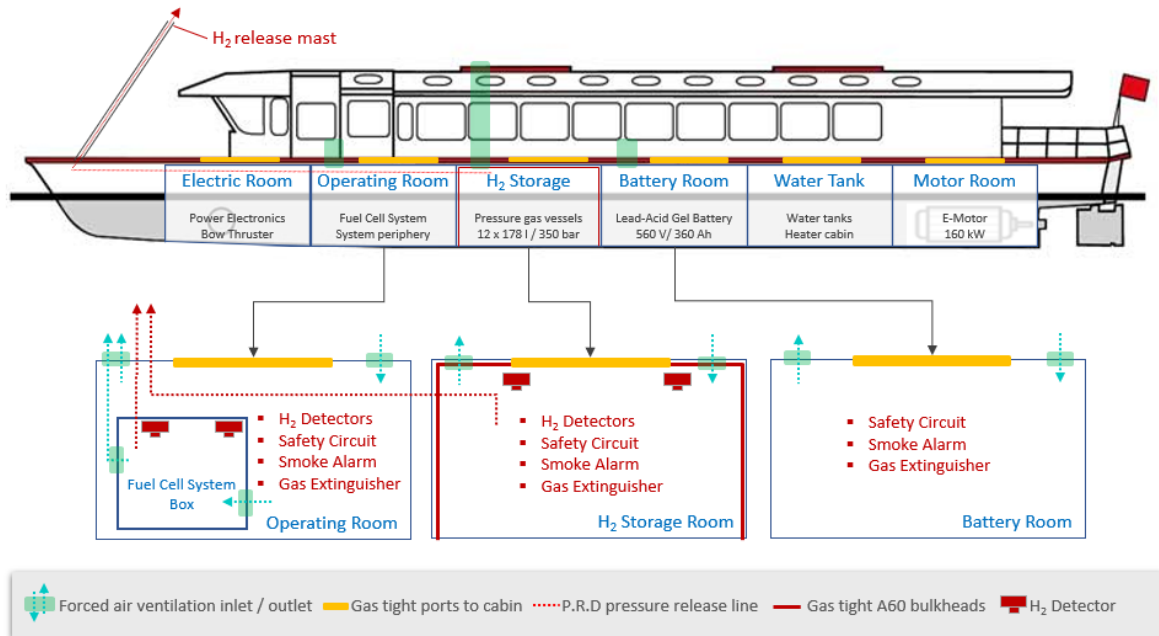 H₂ release mast
Electric Room
Power Electronics
Bow Thruster
Operating Room
Fuel Cell System
System periphery
H₂ Storage
Pressure gas vessels
12 x 178 l / 350 bar
Battery Room
Lead-Acid Gel Battery
560 V/ 360 Ah
Water Tank
Water tanks
Heater cabin
Motor Room
E-Motor
160 kW
H₂ Detectors
Safety Circuit
Smoke Alarm
Gas Extinguisher
Fuel Cell System
Box
Operating Room
H₂ Detectors
Safety Circuit
Smoke Alarm
Gas Extinguisher
H₂ Storage Room
Safety Circuit
Smoke Alarm
Gas Extinguisher
Battery Room
Forced air ventilation inlet / outlet
Gas tight ports to cabin
P.R.D pressure release line
Gas tight A60 bulkheads
H₂ Detector